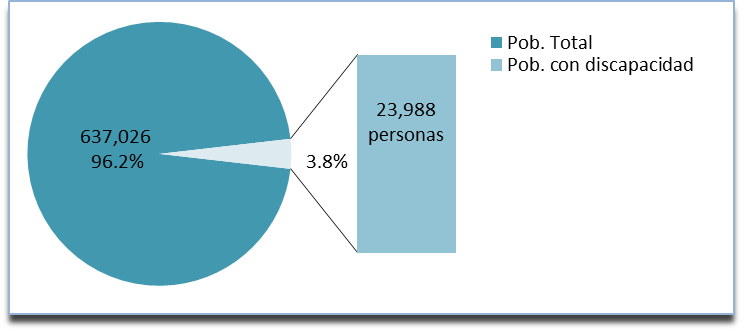 637,026
96.2%
3.8%
23,988
personas
Pob. Total
Pob. con discapacidad